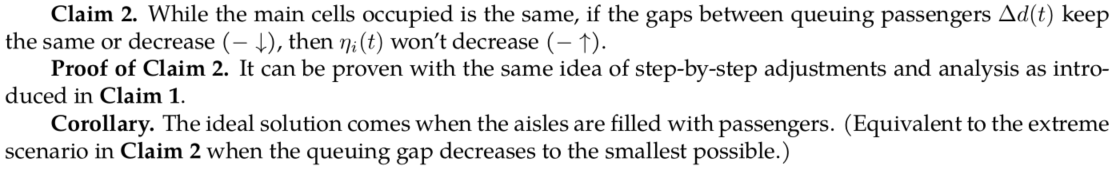 Claim 2. While the main cells occupied is the same, if the gaps between queuing passengers Δd(t) keep
the same or decrease (− ↓), then ηᵢ(t) won't decrease (− ↑).
Proof of Claim 2. It can be proven with the same idea of step-by-step adjustments and analysis as intro-
duced in Claim 1.
Corollary. The ideal solution comes when the aisles are filled with passengers. (Equivalent to the extreme
scenario in Claim 2 when the queuing gap decreases to the smallest possible.)